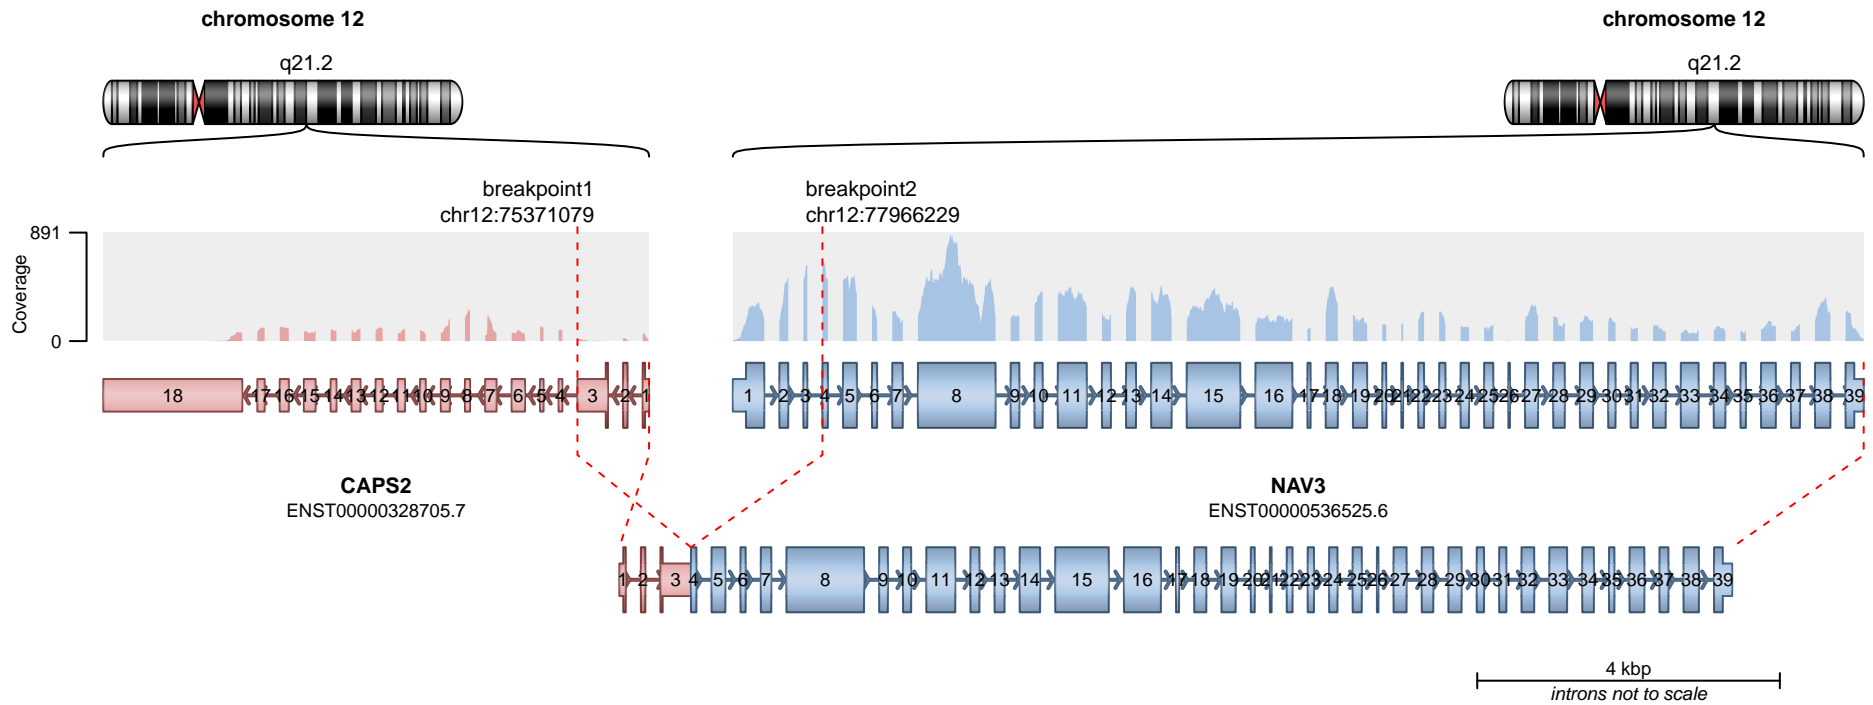 chromosome 12
chromosome 12
q21.2
q21.2
breakpoint1
chr12:75371079
breakpoint2
chr12:77966229
891
0
Coverage
18 17 16 15 14 13 12 11 10 9 8 7 6 5 4 3 2 1
1 2 3 4 5 6 7 8 9 10 11 12 13 14 15 16 17 18 19 20 21 22 23 24 25 26 27 28 29 30 31 32 33 34 35 36 37 38 39
CAPS2
ENST00000328705.7
NAV3
ENST00000536525.6
1 2 3 4 5 6 7 8 9 10 11 12 13 14 15 16 17 18 19 20 21 22 23 24 25 26 27 28 29 30 31 32 33 34 35 36 37 38 39
4 kbp
introns not to scale